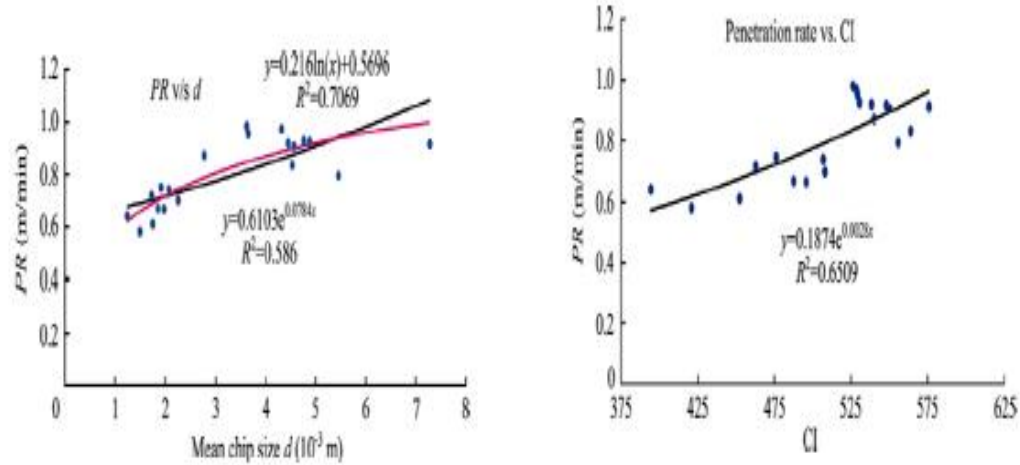 PR v/s d
y=0.216ln(x)+0.5696
R²=0.7069
y=0.6103e^0.0784x
R²=0.586
PR (m/min)
1.2
1.0
0.8
0.6
0.4
0.2
0
0 1 2 3 4 5 6 7 8
Mean chip size d (10⁻³ m)
Penetration rate vs. CI
y=0.1874e^0.0028x
R²=0.6509
PR (m/min)
1.2
1.0
0.8
0.6
0.4
0.2
0
375 425 475 525 575 625
CI